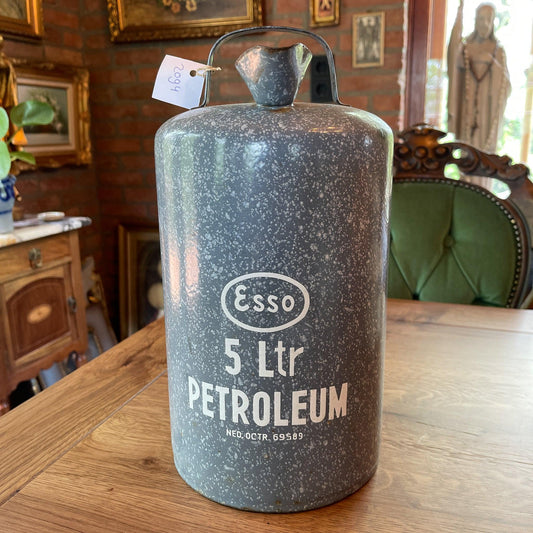 2094
Esso
5 Ltr
PETROLEUM
NED. OCTR. 69589